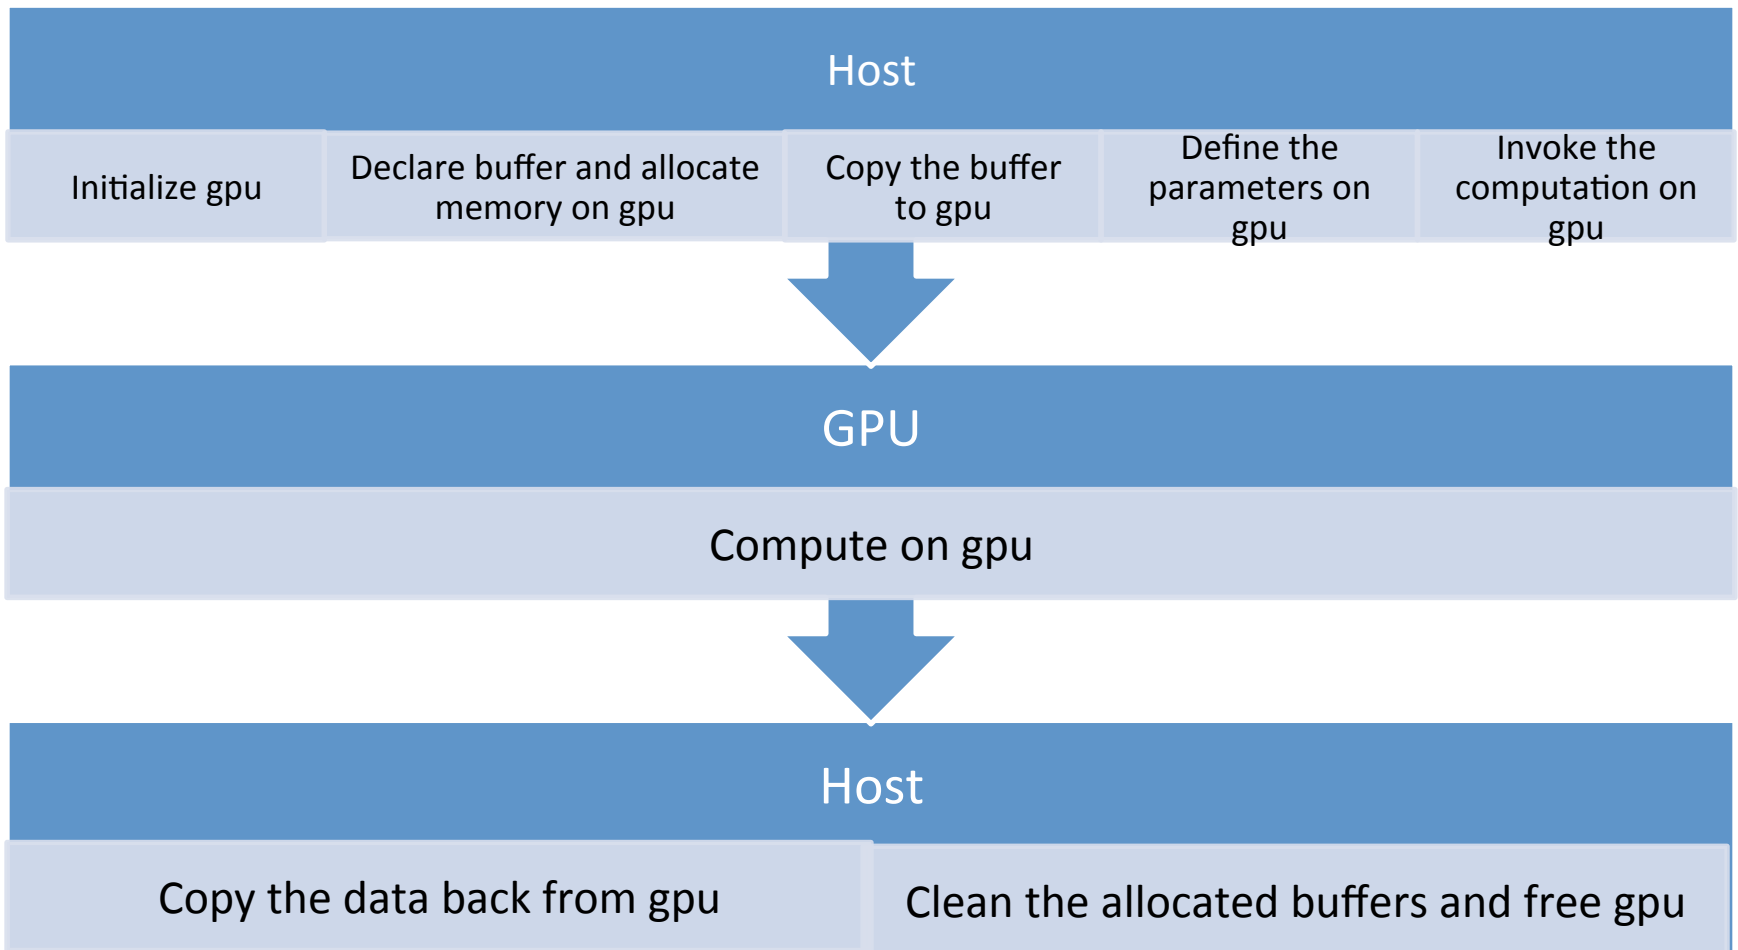 Host
Initialize gpu
Declare buffer and allocate
memory on gpu
Copy the buffer
to gpu
Define the
parameters on
gpu
Invoke the
computation on
gpu
GPU
Compute on gpu
Host
Copy the data back from gpu
Clean the allocated buffers and free gpu